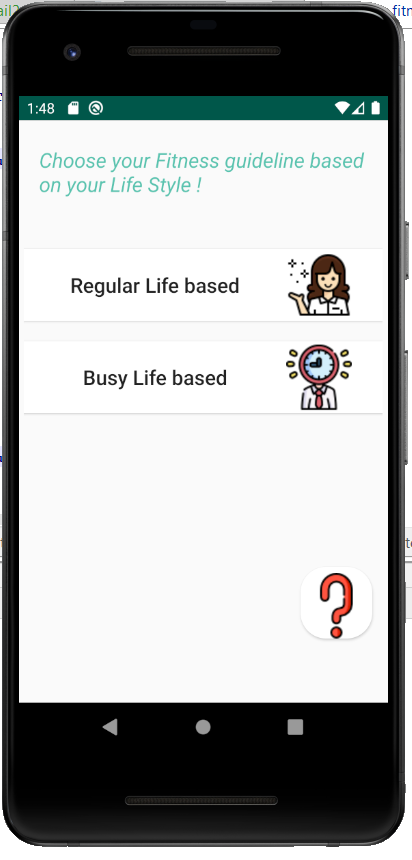 1:48
Choose your Fitness guideline based
on your Life Style !
Regular Life based
Busy Life based